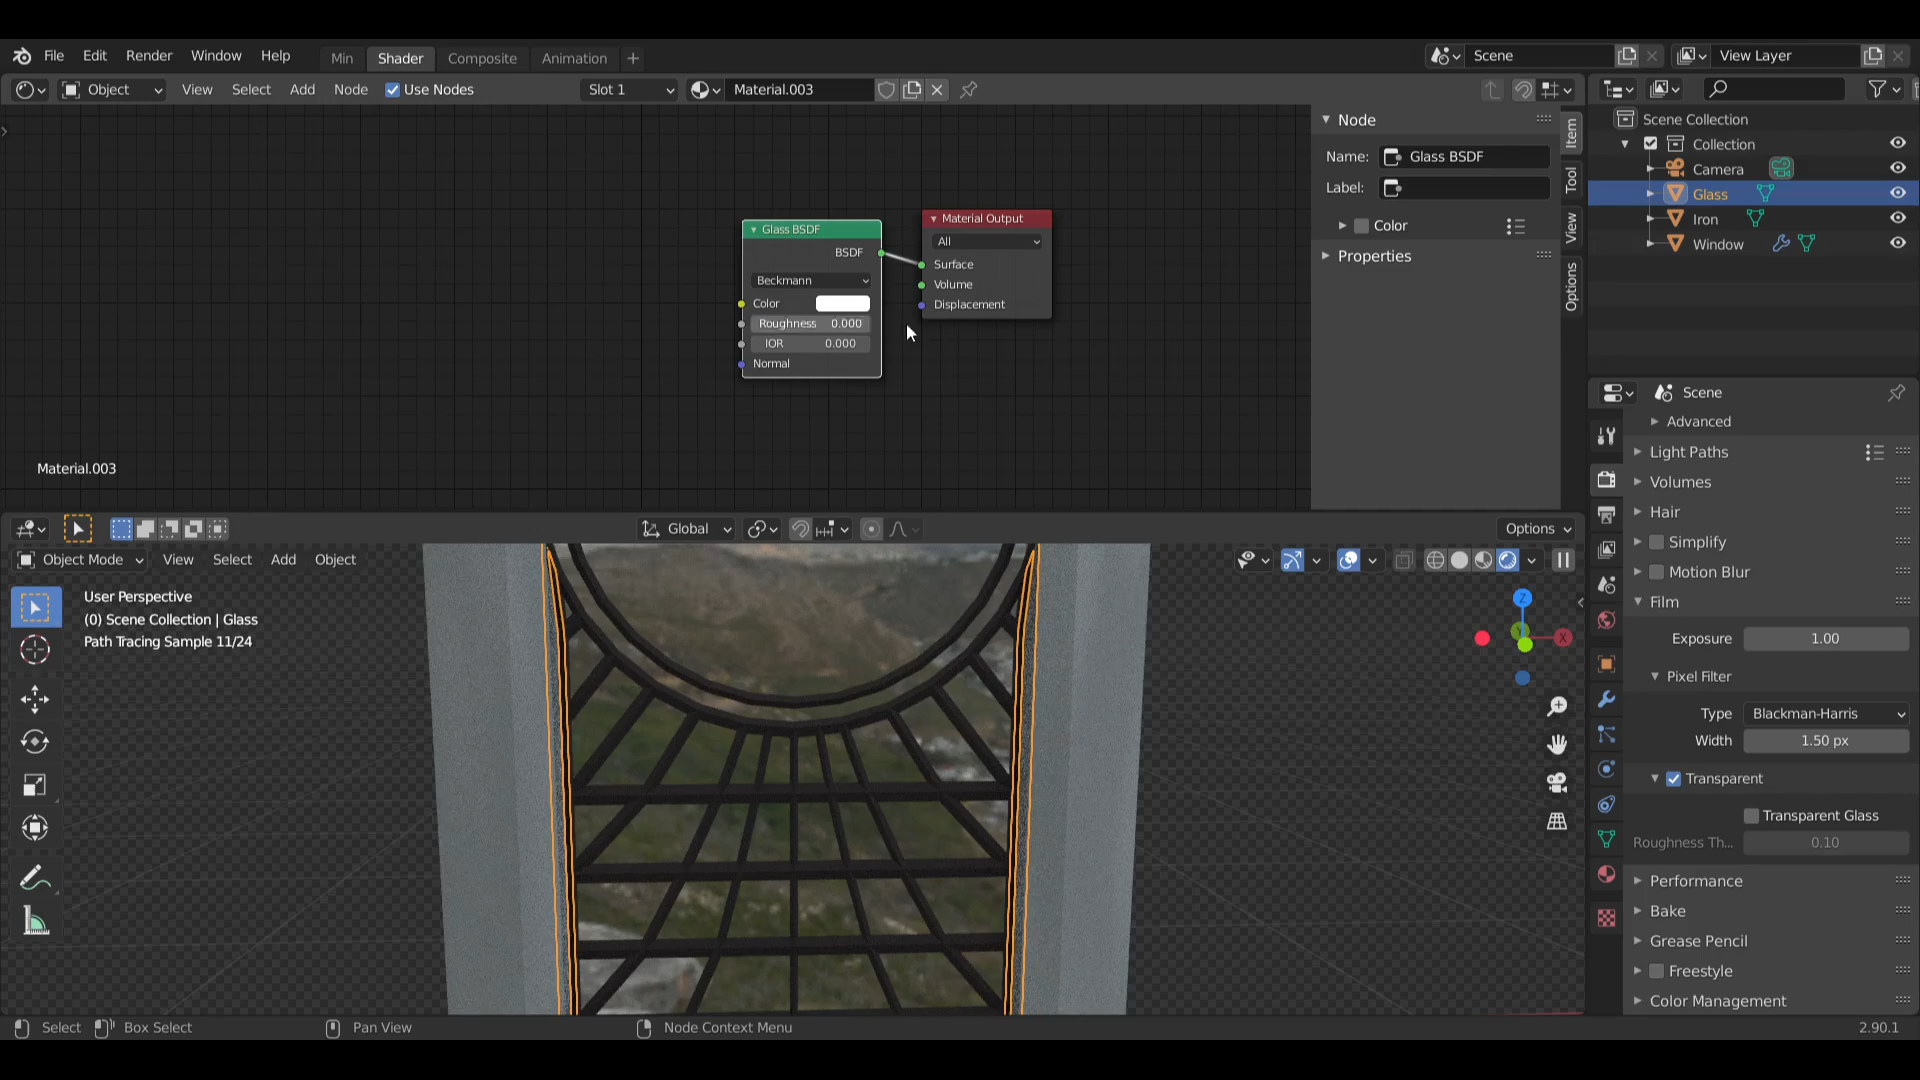 File Edit Render Window Help
Min Shader Composite Animation
Scene
View Layer
Object View Select Add Node Use Nodes
Slot 1
Material.003
Glass BSDF
BSDF
Beckmann
Color
Roughness 0.000
IOR 0.000
Normal
Material Output
All
Surface
Volume
Displacement
Material.003
Node
Name: Glass BSDF
Label:
Color
Properties
Item
Tool
View
Options
Scene Collection
Collection
Camera
Glass
Iron
Window
Global
Options
Object Mode View Select Add Object
User Perspective
(0) Scene Collection | Glass
Path Tracing Sample 11/24
Z
X
Scene
Advanced
Light Paths
Volumes
Hair
Simplify
Motion Blur
Film
Exposure 1.00
Pixel Filter
Type Blackman-Harris
Width 1.50 px
Transparent
Transparent Glass
Roughness Th... 0.10
Performance
Bake
Grease Pencil
Freestyle
Color Management
Select Box Select Pan View Node Context Menu 2.90.1